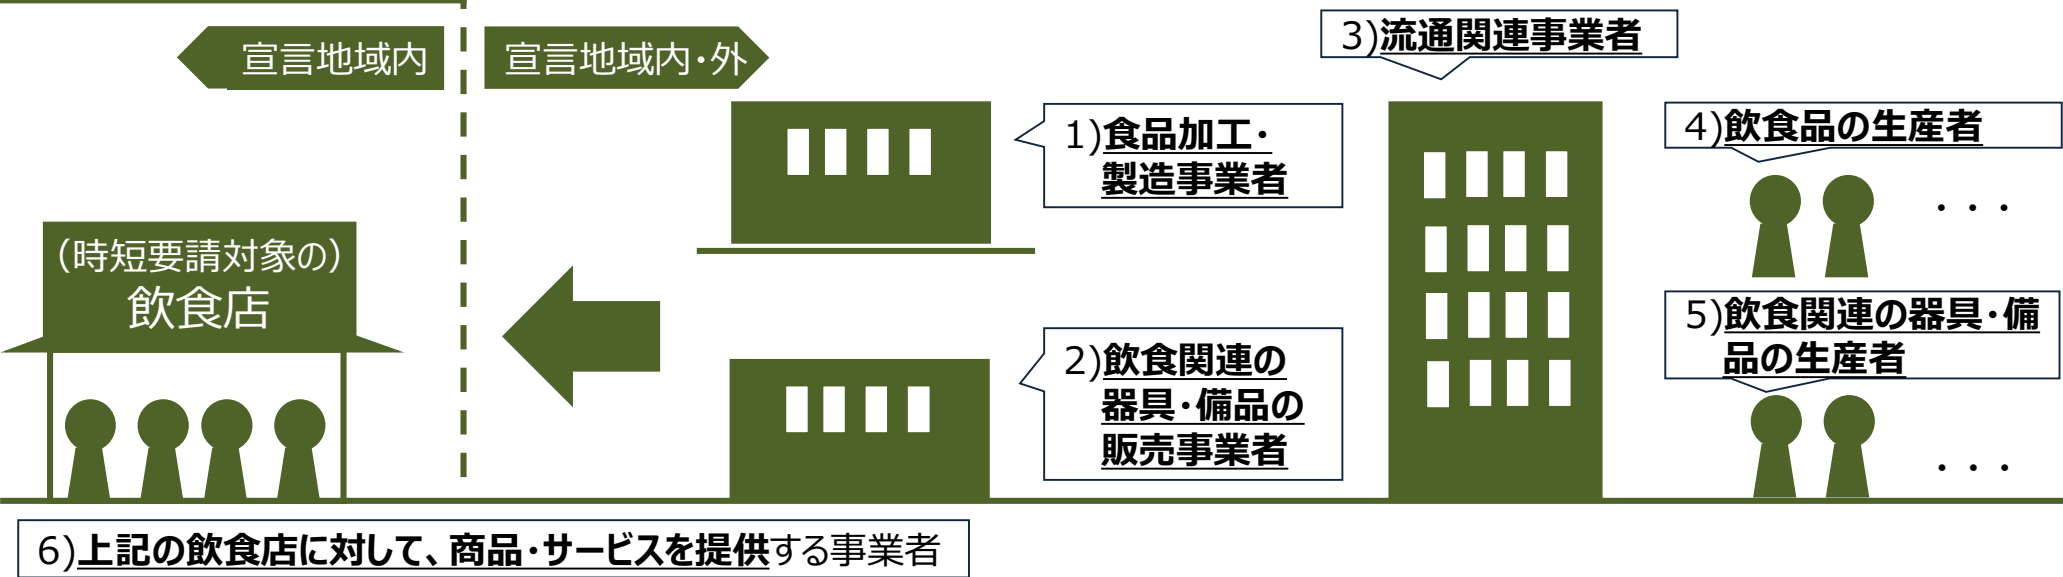 宣言地域内
宣言地域内・外
3)流通関連事業者
1)食品加工・
製造事業者
4)飲食品の生産者
・・・
(時短要請対象の)
飲食店
2)飲食関連の
器具・備品の
販売事業者
5)飲食関連の器具・備
品の生産者
・・・
6)上記の飲食店に対して、商品・サービスを提供する事業者